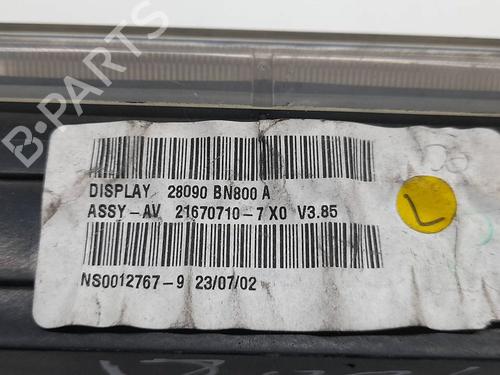 B-PARTS
DISPLAY 28090 BN800 A
ASSY-AV 21670710-7 X0 V3.85
L
NS0012767-9 23/07/02